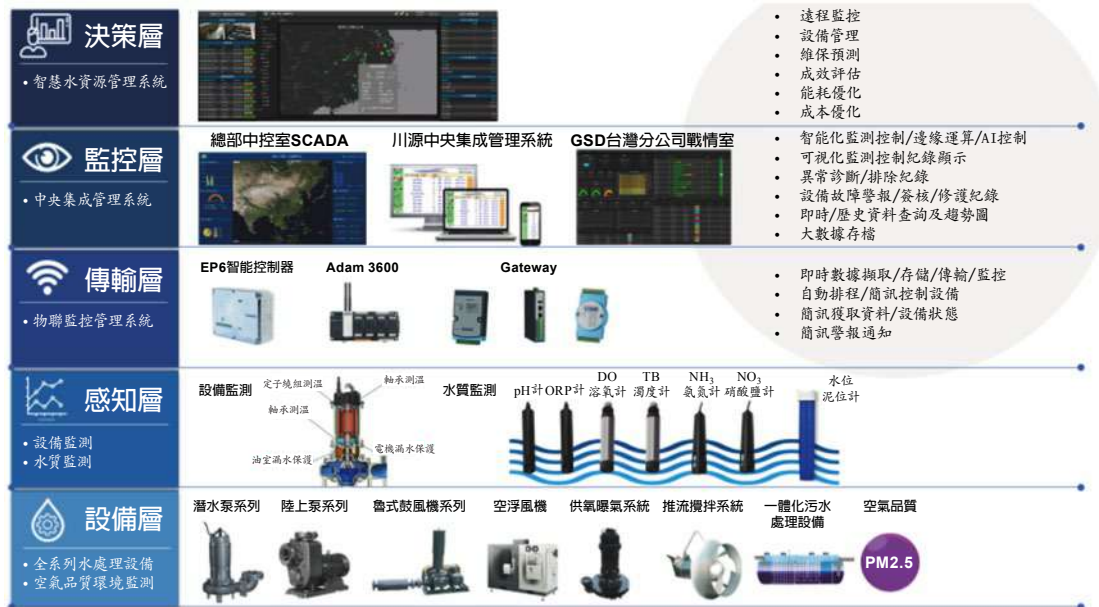 決策層
• 智慧水資源管理系統
• 遠程監控
• 設備管理
• 維保預測
• 成效評估
• 能耗優化
• 成本優化
監控層
• 中央集成管理系統
總部中控室SCADA
川源中央集成管理系統
GSD台灣分公司戰情室
• 智能化監測控制/邊緣運算/AI控制
• 可視化監測控制紀錄顯示
• 異常診斷/排除紀錄
• 設備故障警報/簽核/修護紀錄
• 即時/歷史資料查詢及趨勢圖
• 大數據存檔
傳輸層
• 物聯監控管理系統
EP6智能控制器
Adam 3600
Gateway
• 即時數據擷取/存儲/傳輸/監控
• 自動排程/簡訊控制設備
• 簡訊獲取資料/設備狀態
• 簡訊警報通知
感知層
• 設備監測
• 水質監測
設備監測
定子繞組測溫
軸承測溫
軸承測溫
電機漏水保護
油室漏水保護
水質監測
pH計
ORP計
DO
溶氧計
TB
濁度計
NH₃
氨氮計
NO₃
硝酸鹽計
水位
泥位計
設備層
• 全系列水處理設備
• 空氣品質環境監測
潛水泵系列
陸上泵系列
魯式鼓風機系列
空浮風機
供氧曝氣系統
推流攪拌系統
一體化污水
處理設備
空氣品質
PM2.5